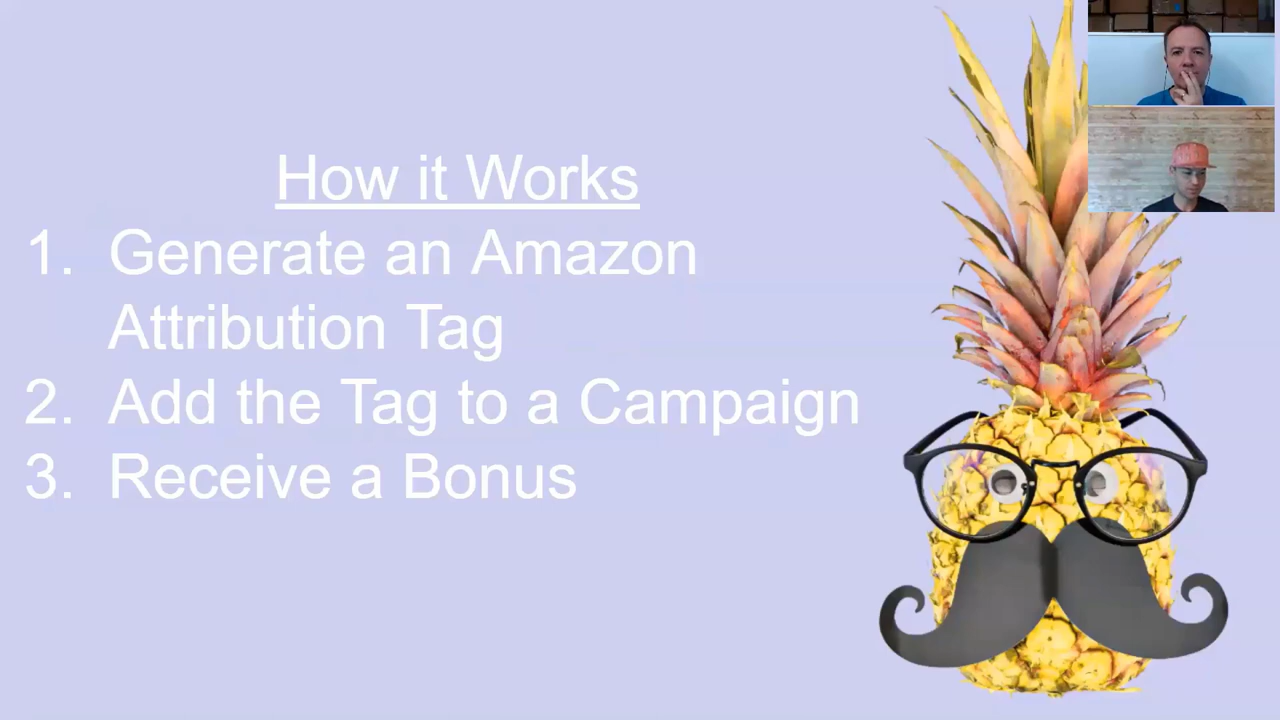 How it Works
1. Generate an Amazon
Attribution Tag
2. Add the Tag to a Campaign
3. Receive a Bonus